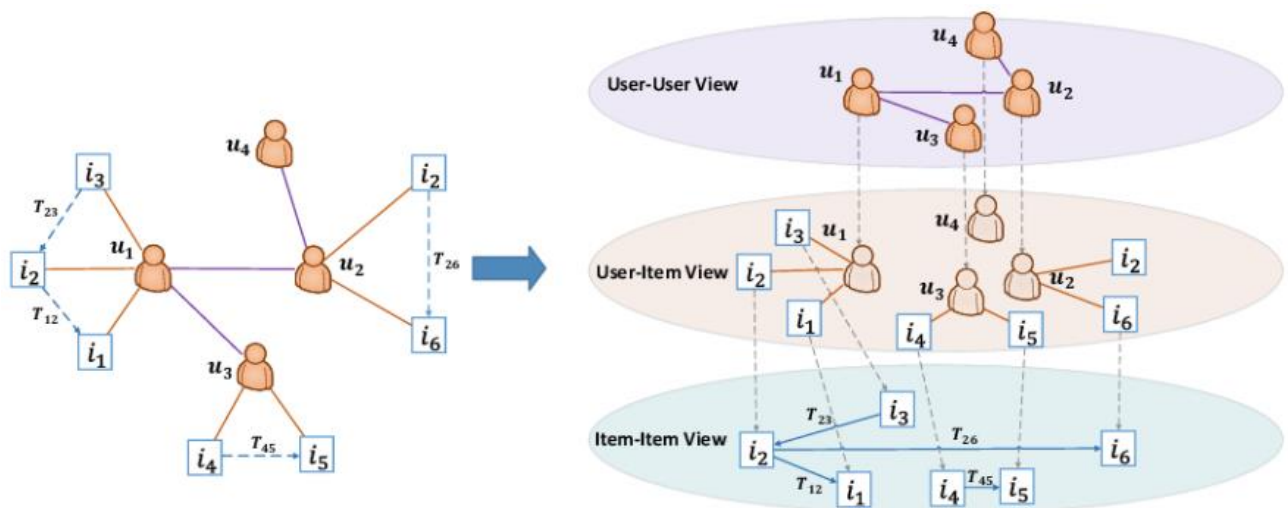 u₄
i₃
i₂
T₂₃
u₁
u₂
T₂₆
i₂
T₁₂
i₁
i₆
u₃
i₄
T₄₅
i₅
u₄
u₁
User-User View
u₂
u₃
u₄
i₃
u₁
User-Item View
i₂
i₂
u₃
u₂
i₁
i₄
i₅
i₆
i₃
T₂₃
Item-Item View
i₂
T₂₆
i₆
T₁₂
i₁
i₄
T₄₅
i₅